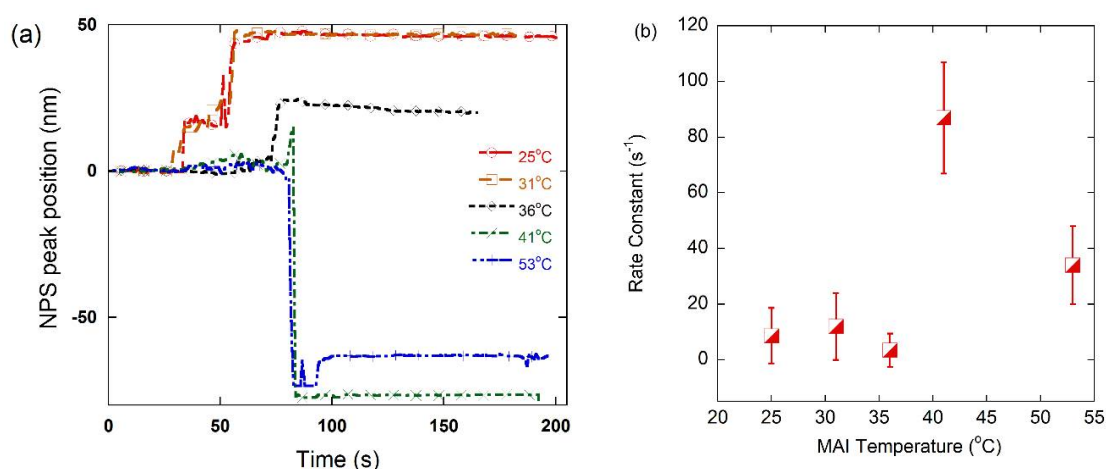 (a)
NPS peak position (nm)
50
0
-50
0
50
100
150
200
Time (s)
25°C
31°C
36°C
41°C
53°C
(b)
Rate Constant (s⁻¹)
120
100
80
60
40
20
0
20
25
30
35
40
45
50
55
MAI Temperature (°C)